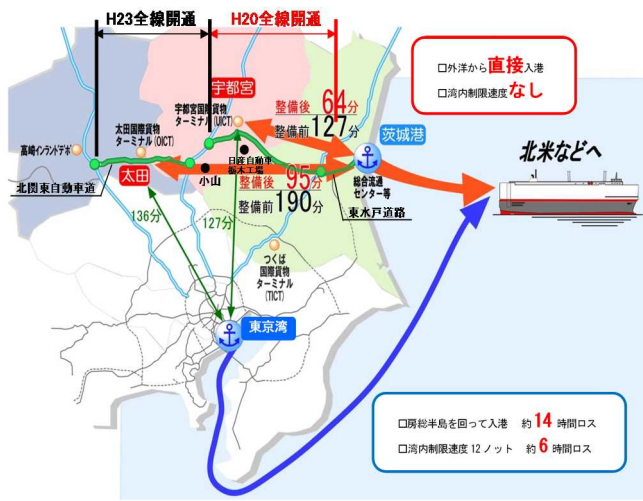 H23全線開通
H20全線開通
□外洋から直接入港
□湾内制限速度なし
宇都宮
宇都宮国際貨物
ターミナル(UICT)
整備後 64分
整備前 127分
茨城港
太田国際貨物
ターミナル(OICT)
高崎インランドデポ
北米などへ
日産自動車
栃木工場
太田
小山
北関東自動車道
整備後 95分
整備前 190分
総合流通
センター等
東水戸道路
136分
127分
つくば
国際貨物
ターミナル
(TICT)
東京湾
□房総半島を回って入港 約14時間ロス
□湾内制限速度12ノット 約6時間ロス